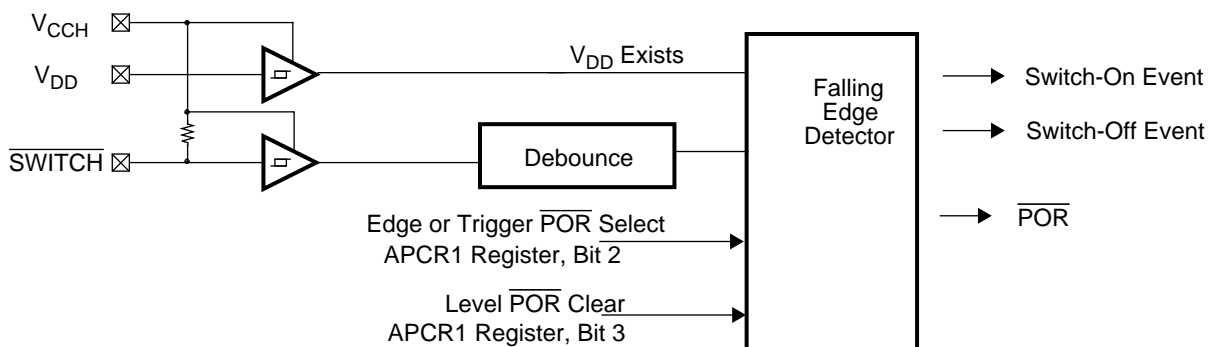 VCCH
VDD
SWITCH
VDD Exists
Debounce
Edge or Trigger POR Select
APCR1 Register, Bit 2
Level POR Clear
APCR1 Register, Bit 3
Falling
Edge
Detector
Switch-On Event
Switch-Off Event
POR